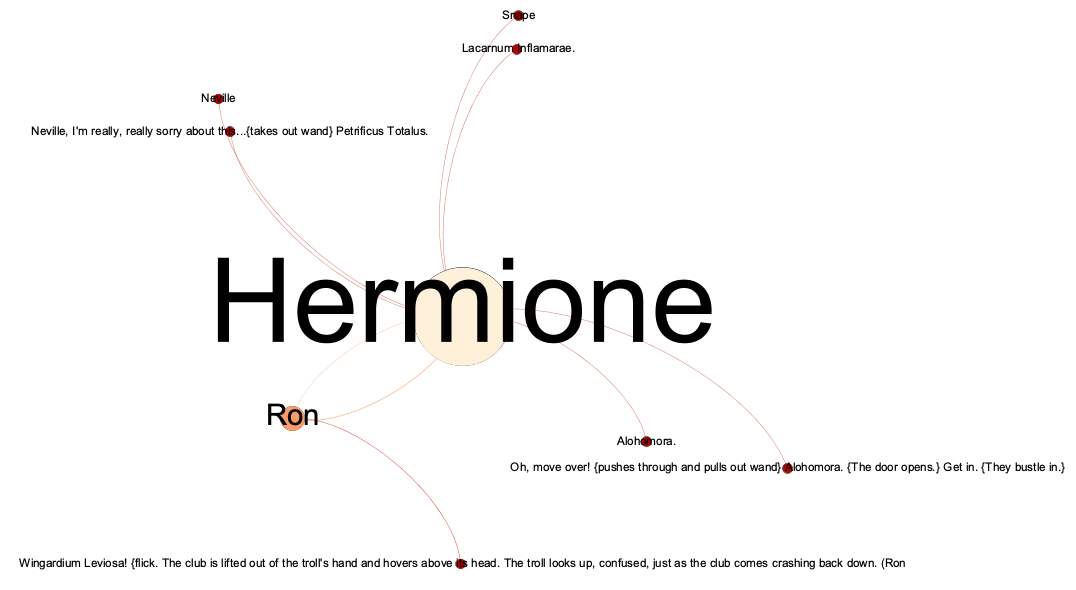 Snape
Lacarnum Inflamarae.
Neville
Neville, I'm really, really sorry about this...{takes out wand} Petrificus Totalus.
Hermione
Ron
Alohomora.
Oh, move over! {pushes through and pulls out wand} Alohomora. {The door opens.} Get in. {They bustle in.}
Wingardium Leviosa! {flick. The club is lifted out of the troll's hand and hovers above its head. The troll looks up, confused, just as the club comes crashing back down. (Ron